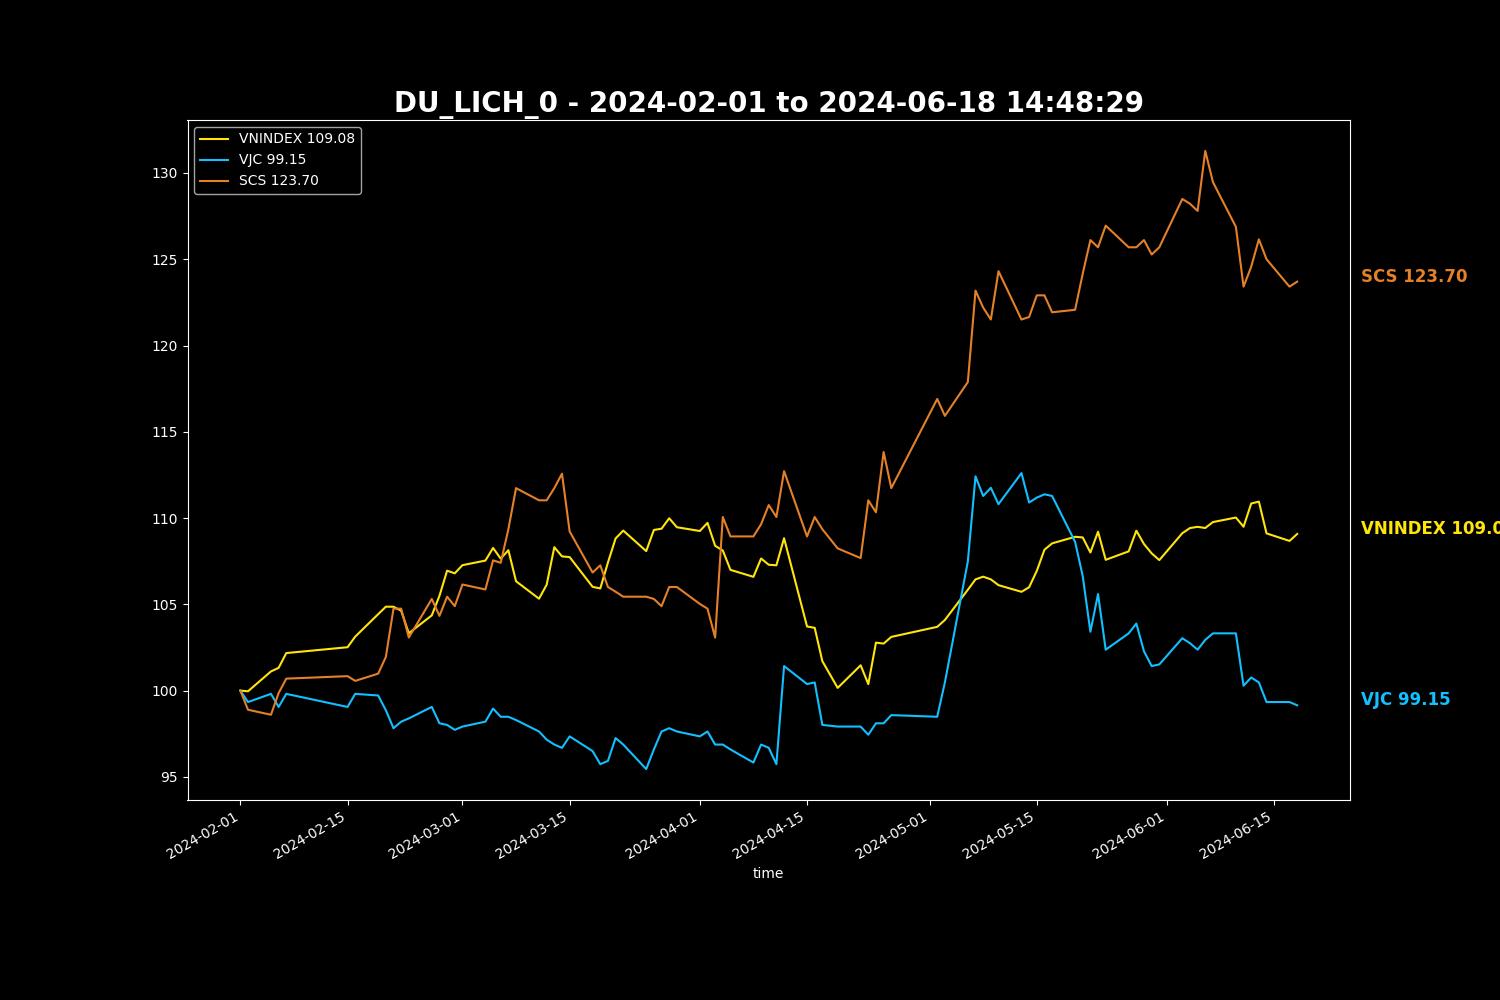 DU_LICH_0 - 2024-02-01 to 2024-06-18 14:48:29
VNINDEX 109.08
VJC 99.15
SCS 123.70
130
125
120
115
110
105
100
95
SCS 123.70
VNINDEX 109.0
VJC 99.15
2024-02-01
2024-02-15
2024-03-01
2024-03-15
2024-04-01
2024-04-15
2024-05-01
2024-05-15
2024-06-01
2024-06-15
time